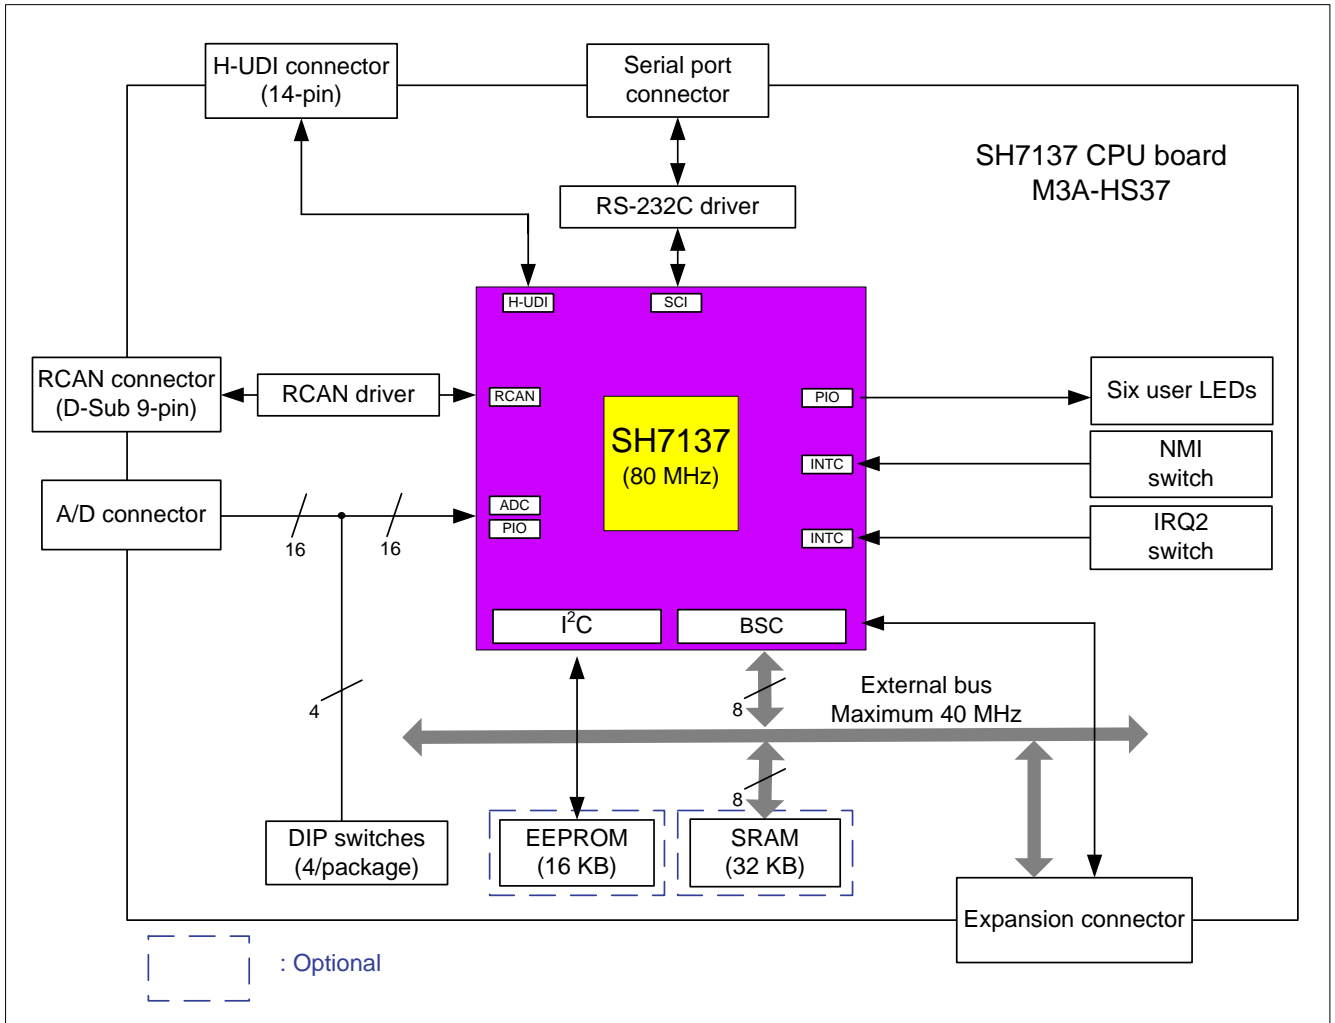 H-UDI connector
(14-pin)
Serial port
connector
SH7137 CPU board
M3A-HS37
RS-232C driver
H-UDI
SCI
RCAN connector
(D-Sub 9-pin)
RCAN driver
RCAN
PIO
Six user LEDs
SH7137
(80 MHz)
INTC
NMI
switch
A/D connector
16
16
ADC
PIO
INTC
IRQ2
switch
I²C
BSC
4
8
External bus
Maximum 40 MHz
8
DIP switches
(4/package)
EEPROM
(16 KB)
SRAM
(32 KB)
Expansion connector
: Optional